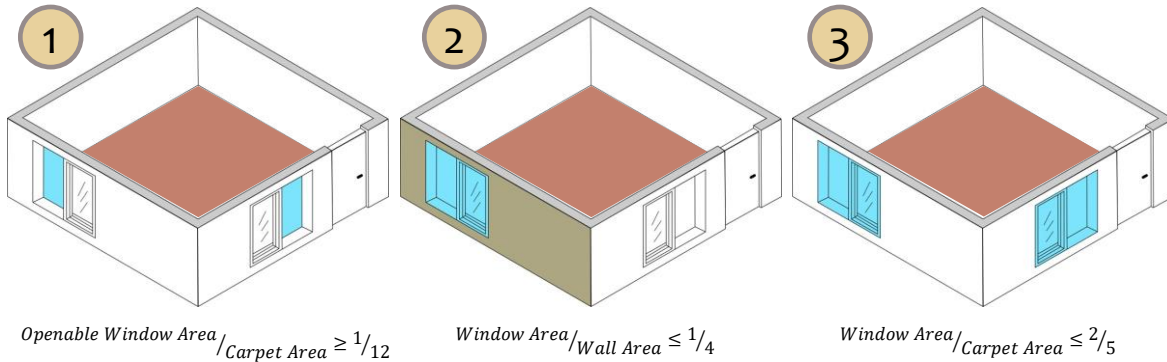 1
2
3
Openable Window Area/Carpet Area ≥ 1/12
Window Area/Wall Area ≤ 1/4
Window Area/Carpet Area ≤ 2/5